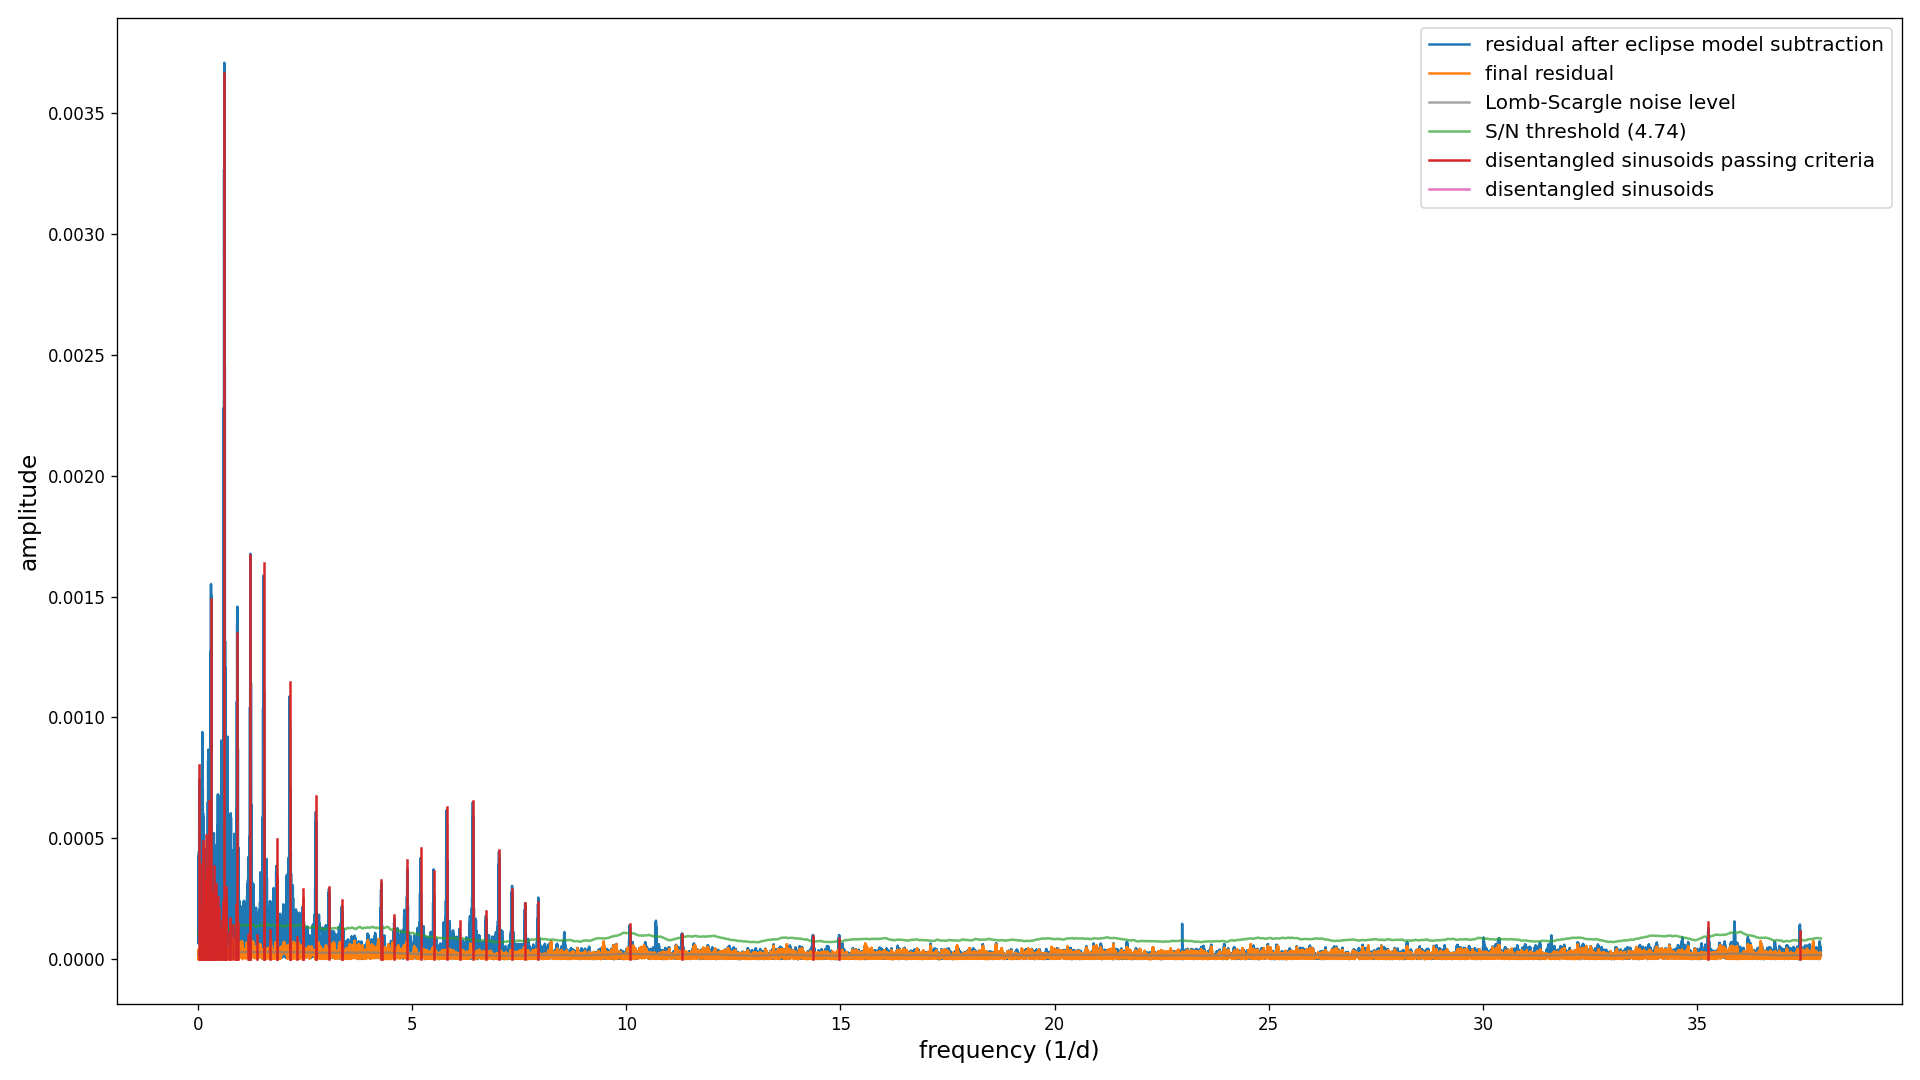 residual after eclipse model subtraction
final residual
Lomb-Scargle noise level
S/N threshold (4.74)
disentangled sinusoids passing criteria
disentangled sinusoids
amplitude
0.0035
0.0030
0.0025
0.0020
0.0015
0.0010
0.0005
0.0000
0 5 10 15 20 25 30 35
frequency (1/d)